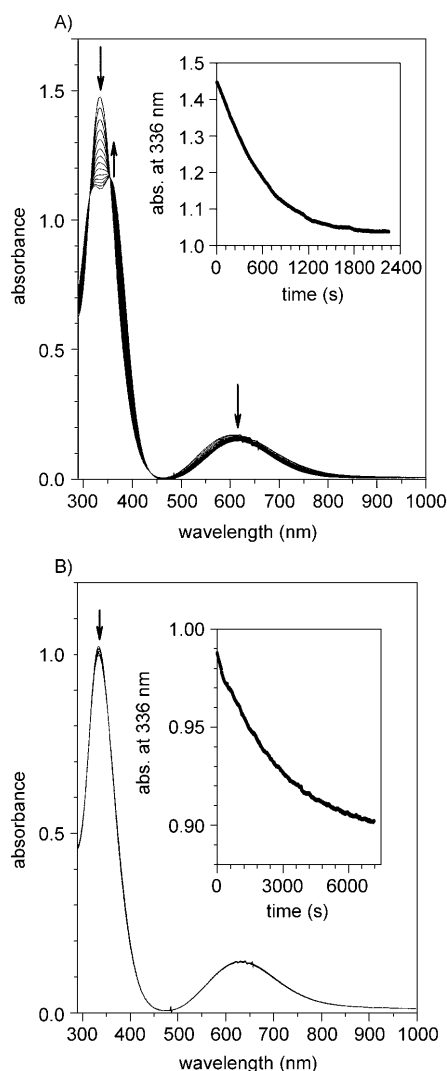 A)
1.5
1.0
0.5
0.0
absorbance
300 400 500 600 700 800 900 1000
wavelength (nm)
1.5
1.4
1.3
1.2
1.1
1.0
abs. at 336 nm
0 600 1200 1800 2400
time (s)
B)
1.0
0.5
0.0
absorbance
300 400 500 600 700 800 900 1000
wavelength (nm)
1.00
0.95
0.90
abs. at 336 nm
0 3000 6000
time (s)